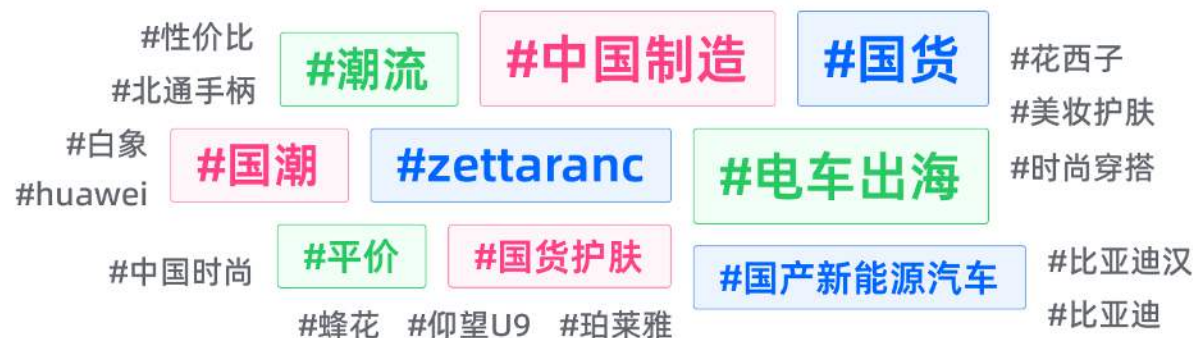 #性价比
#潮流
#中国制造
#国货
#花西子
#北通手柄
#美妆护肤
#白象
#国潮
#zettaranc
#电车出海
#时尚穿搭
#huawei
#中国时尚
#平价
#国货护肤
#国产新能源汽车
#比亚迪汉
#蜂花
#仰望U9
#珀莱雅
#比亚迪